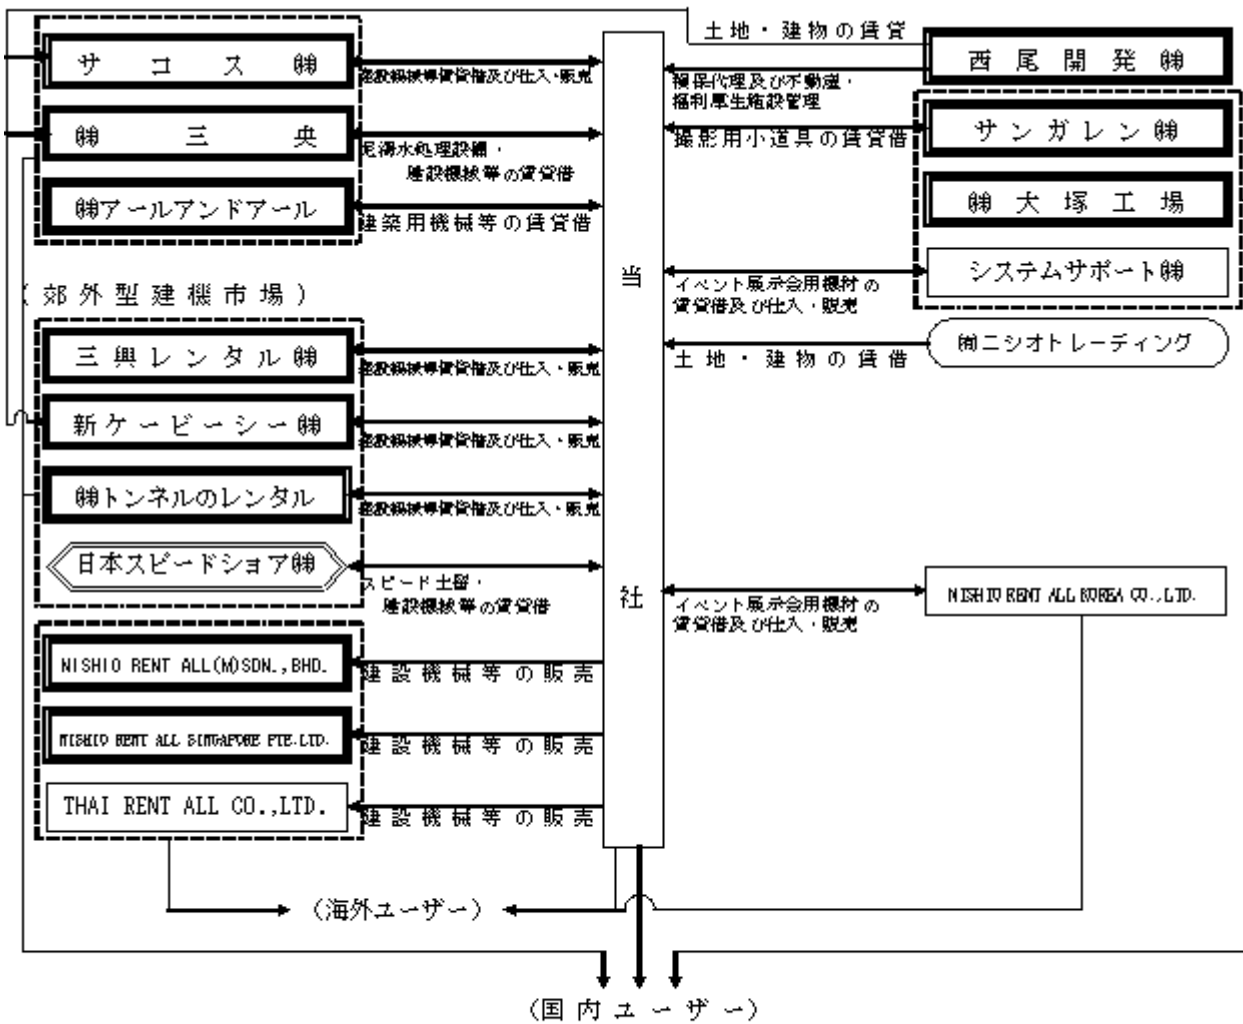 土地・建物の賃貸
サコス㈱
建設機械等賃貸借及び仕入・販売
西尾開発㈱
損保代理及び不動産・
福利厚生施設管理
㈱三央
泥濁水処理設備・
建設機械等の賃貸借
サンガレン㈱
撮影用小道具の賃貸借
㈱アールアンドアール
建築用機械等の賃貸借
㈱大塚工場
当社
システムサポート㈱
イベント展示会用機材の
賃貸借及び仕入・販売
(郊外型建機市場)
三興レンタル㈱
建設機械等賃貸借及び仕入・販売
㈲ニシオトレーディング
土地・建物の賃借
新ケービーシー㈱
建設機械等賃貸借及び仕入・販売
㈱トンネルのレンタル
建設機械等賃貸借及び仕入・販売
日本スピードショア㈱
スピード土留・
建設機械等の賃貸借
NISHIO RENT ALL KOREA CO.,LTD.
イベント展示会用機材の
賃貸借及び仕入・販売
NISHIO RENT ALL(M)SDN.,BHD.
建設機械等の販売
NISHIO RENT ALL SINGAPORE PTE.LTD.
建設機械等の販売
THAI RENT ALL CO.,LTD.
建設機械等の販売
(海外ユーザー)
(国内ユーザー)